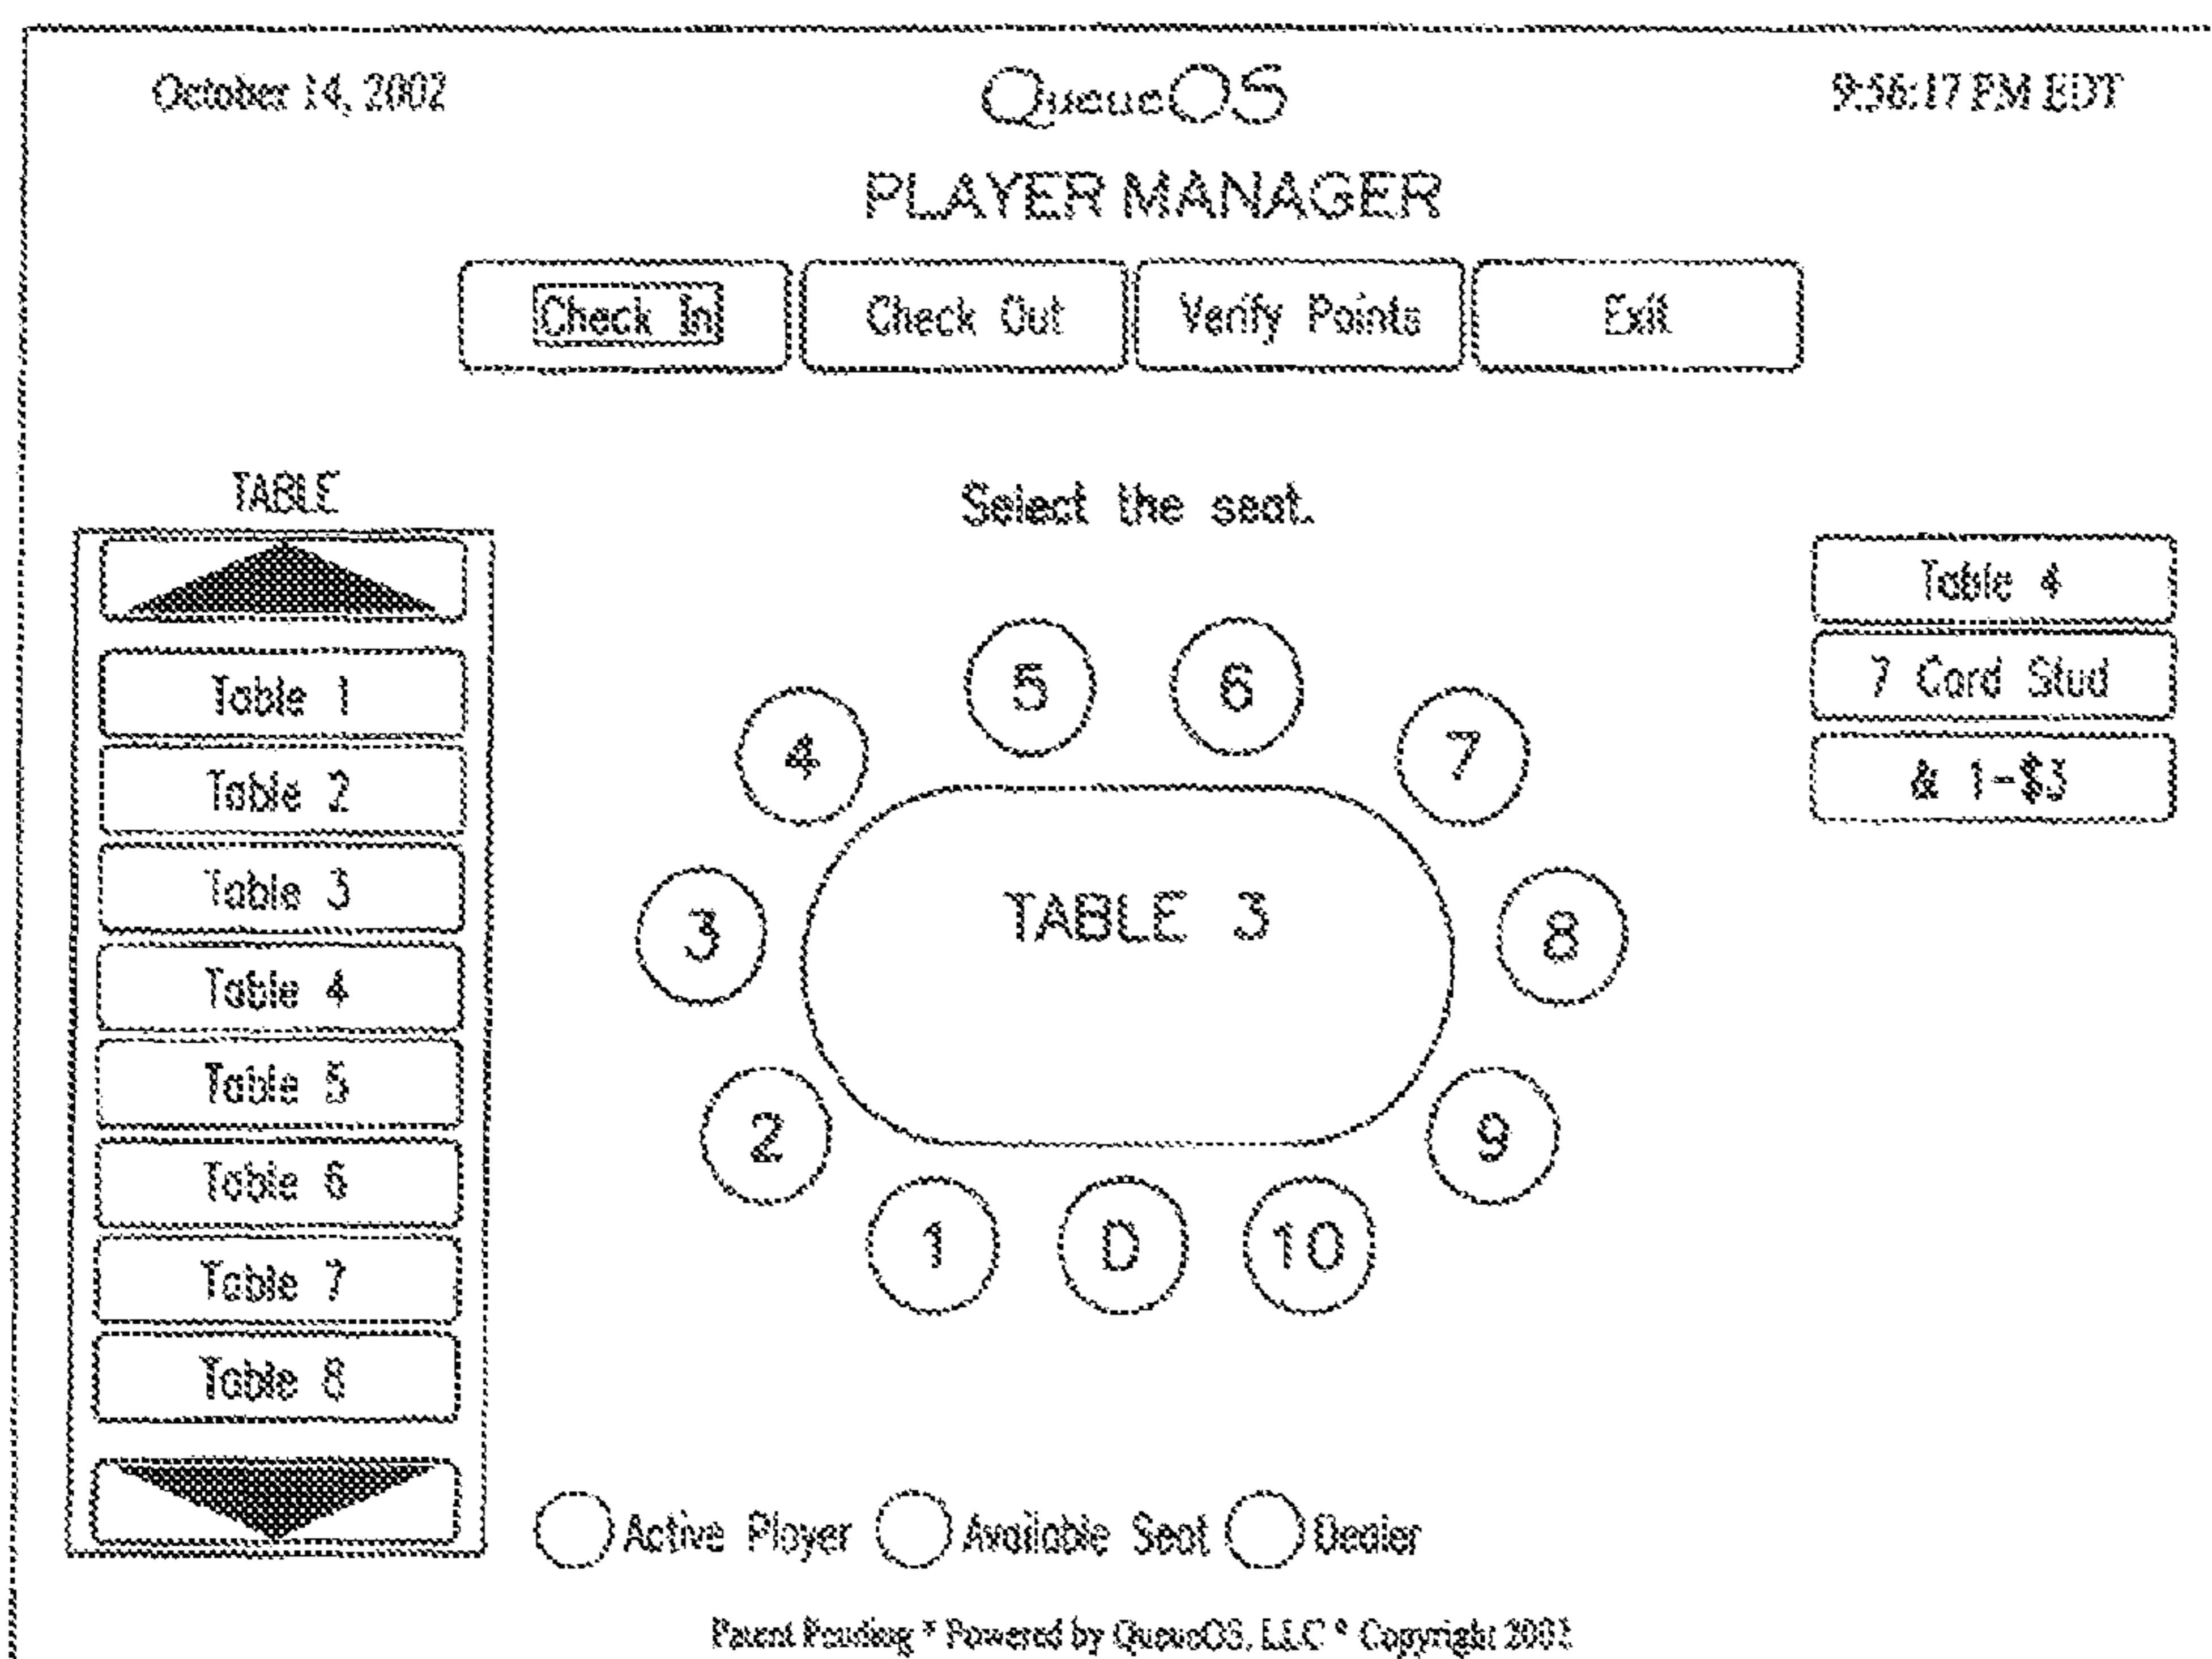 October 14, 2002
QueueOS
9:56:17 PM EDT
PLAYER MANAGER
Check In
Check Out
Verify Points
Exit
TABLE
Table 1
Table 2
Table 3
Table 4
Table 5
Table 6
Table 7
Table 8
Select the seat.
5
6
4
7
3
TABLE 3
8
2
9
1
D
10
Table 4
7 Card Stud
& 1-$3
Active Player
Available Seat
Dealer
Patent Pending * Powered by QueueOS, LLC * Copyright